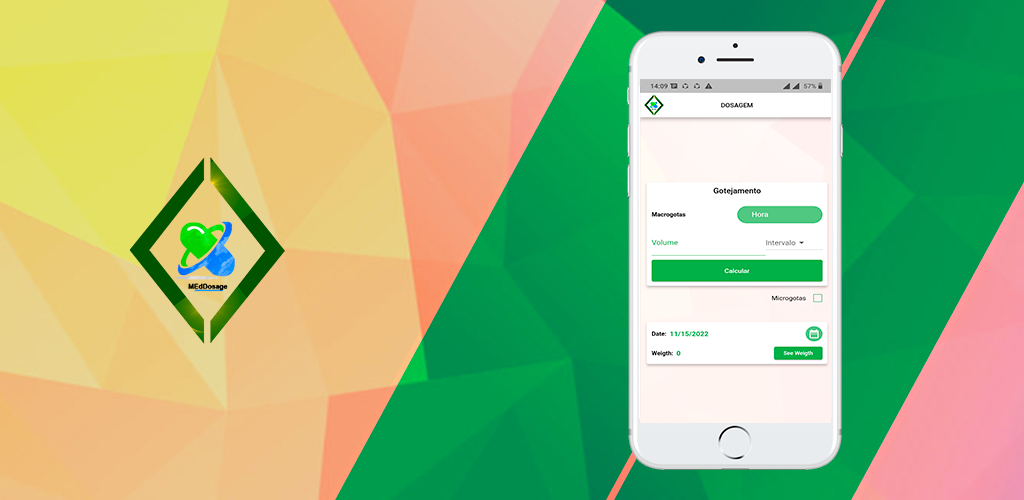 MEdDosage
14:09
57%
DOSAGEM
Gotejamento
Macrogotas
Hora
Volume
Intervalo
Calcular
Microgotas
Date: 11/15/2022
Weigth: 0
See Weigth